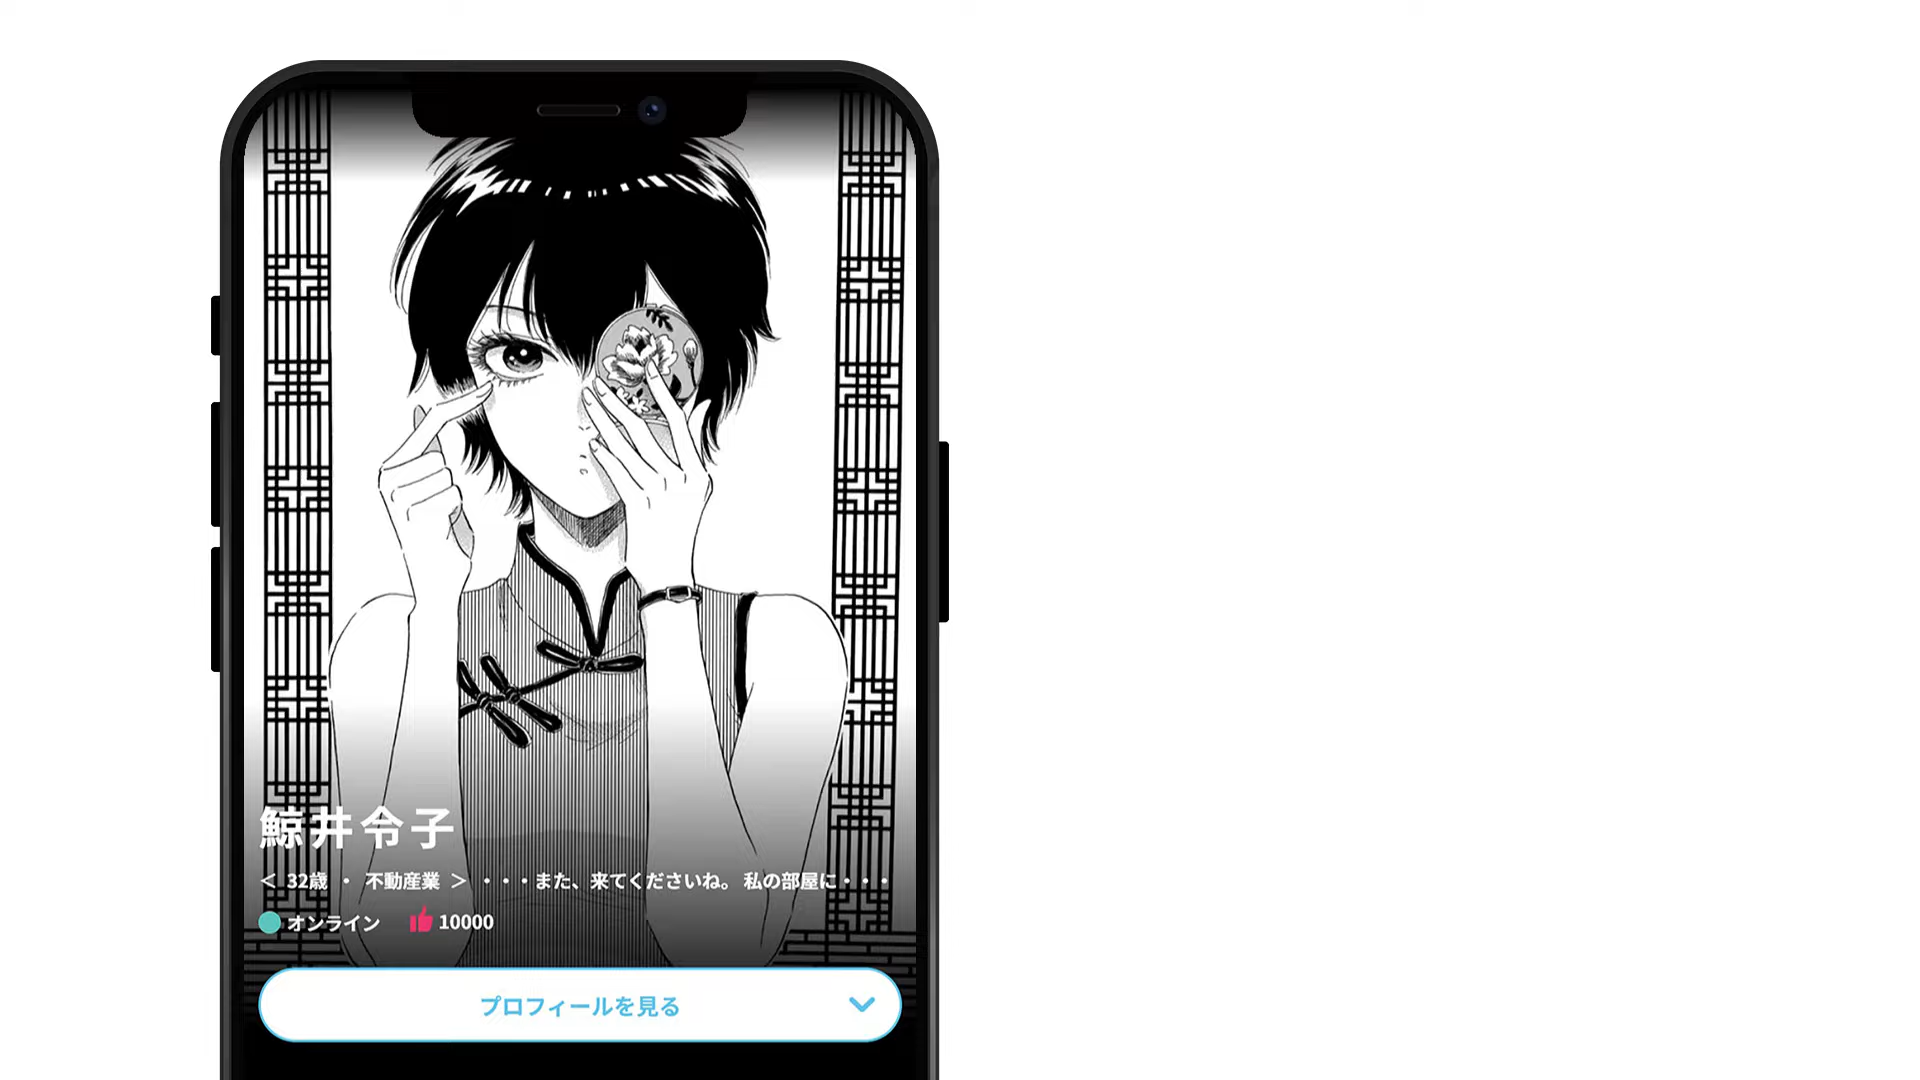 鯨井令子
＜ 32歳 ・ 不動産業 ＞ ・・・また、来てくださいね。 私の部屋に・・・
オンライン 10000
プロフィールを見る